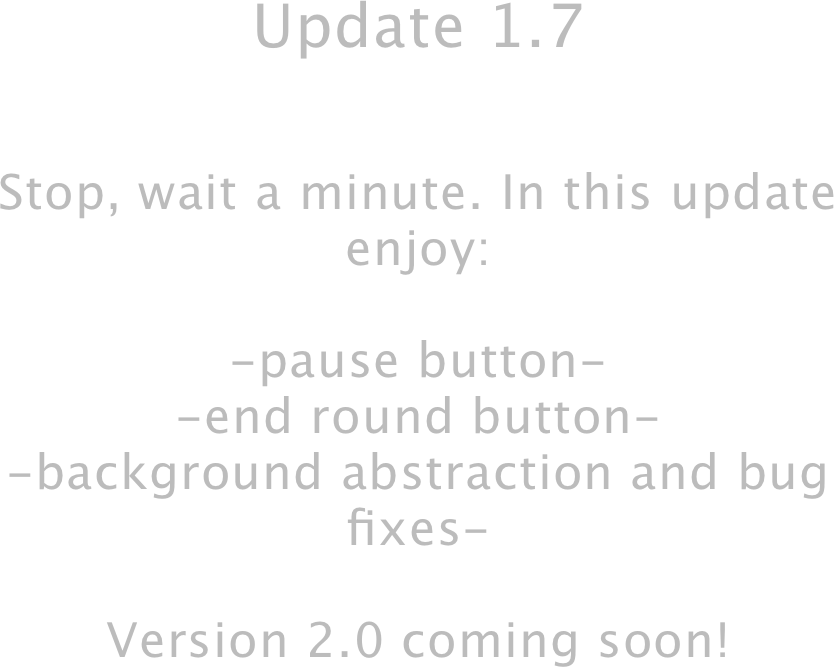 Update 1.7
Stop, wait a minute. In this update
enjoy:
-pause button-
-end round button-
-background abstraction and bug
fixes-
Version 2.0 coming soon!